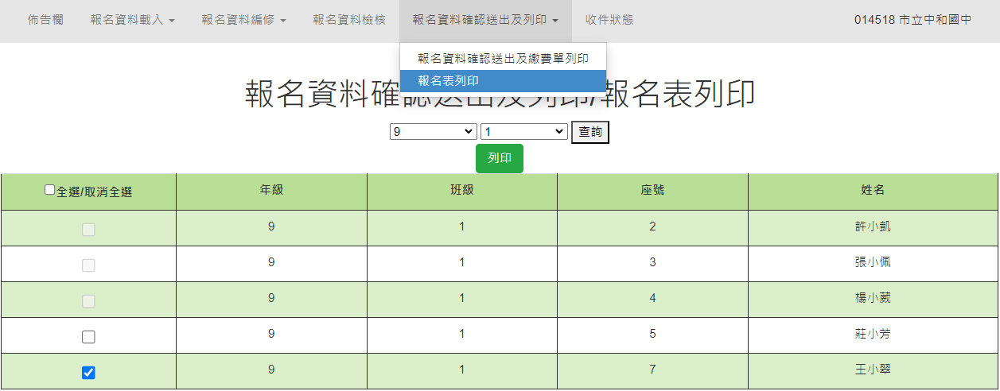 佈告欄 報名資料載入 報名資料編修 報名資料檢核 報名資料確認送出及列印 收件狀態 014518 市立中和國中
報名資料確認送出及繳費單列印
報名表列印
報名資料確認送出及列印/報名表列印
9 1 查詢
列印
全選/取消全選 年級 班級 座號 姓名
9 1 2 許小凱
9 1 3 張小佩
9 1 4 楊小葳
9 1 5 莊小芳
9 1 7 王小翠